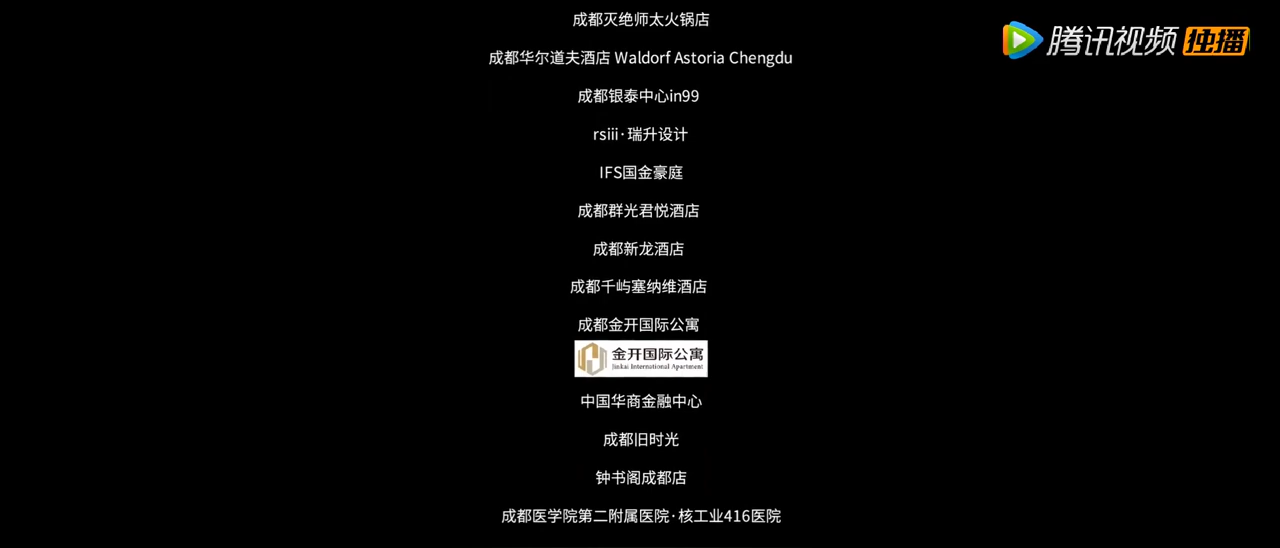 成都灭绝师太火锅店
腾讯视频 独播
成都华尔道夫酒店 Waldorf Astoria Chengdu
成都银泰中心in99
rsiii·瑞升设计
IFS国金豪庭
成都群光君悦酒店
成都新龙酒店
成都千屿塞纳维酒店
成都金开国际公寓
金开国际公寓
Jinkai International Apartment
中国华商金融中心
成都旧时光
钟书阁成都店
成都医学院第二附属医院·核工业416医院